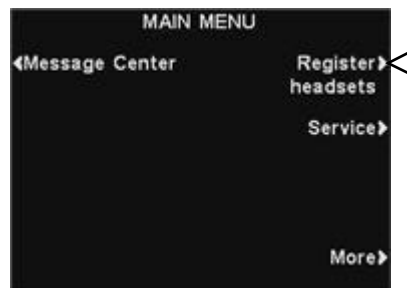 MAIN MENU
Message Center
Register
headsets
Service
More